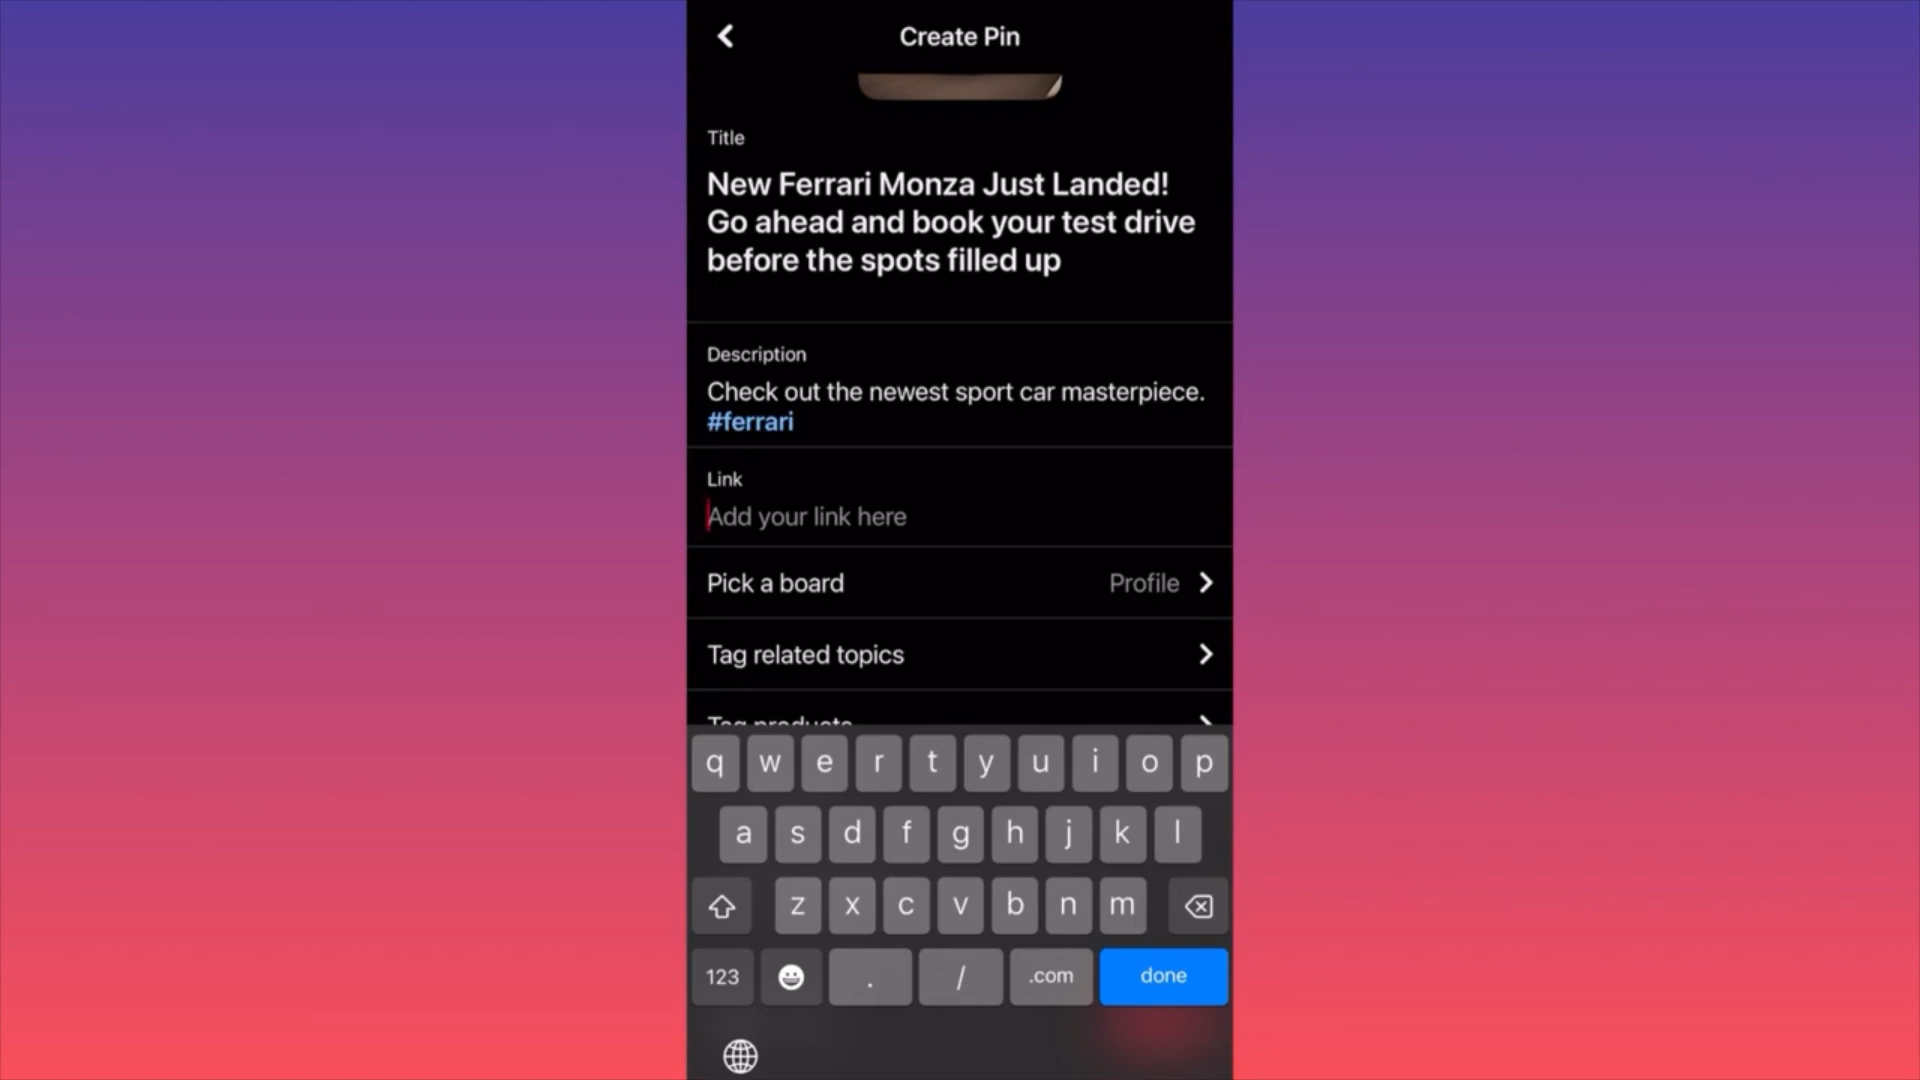 Create Pin
Title
New Ferrari Monza Just Landed!
Go ahead and book your test drive
before the spots filled up
Description
Check out the newest sport car masterpiece.
#ferrari
Link
Add your link here
Pick a board Profile
Tag related topics
Tag products
q w e r t y u i o p
a s d f g h j k l
z x c v b n m
123 . / .com done